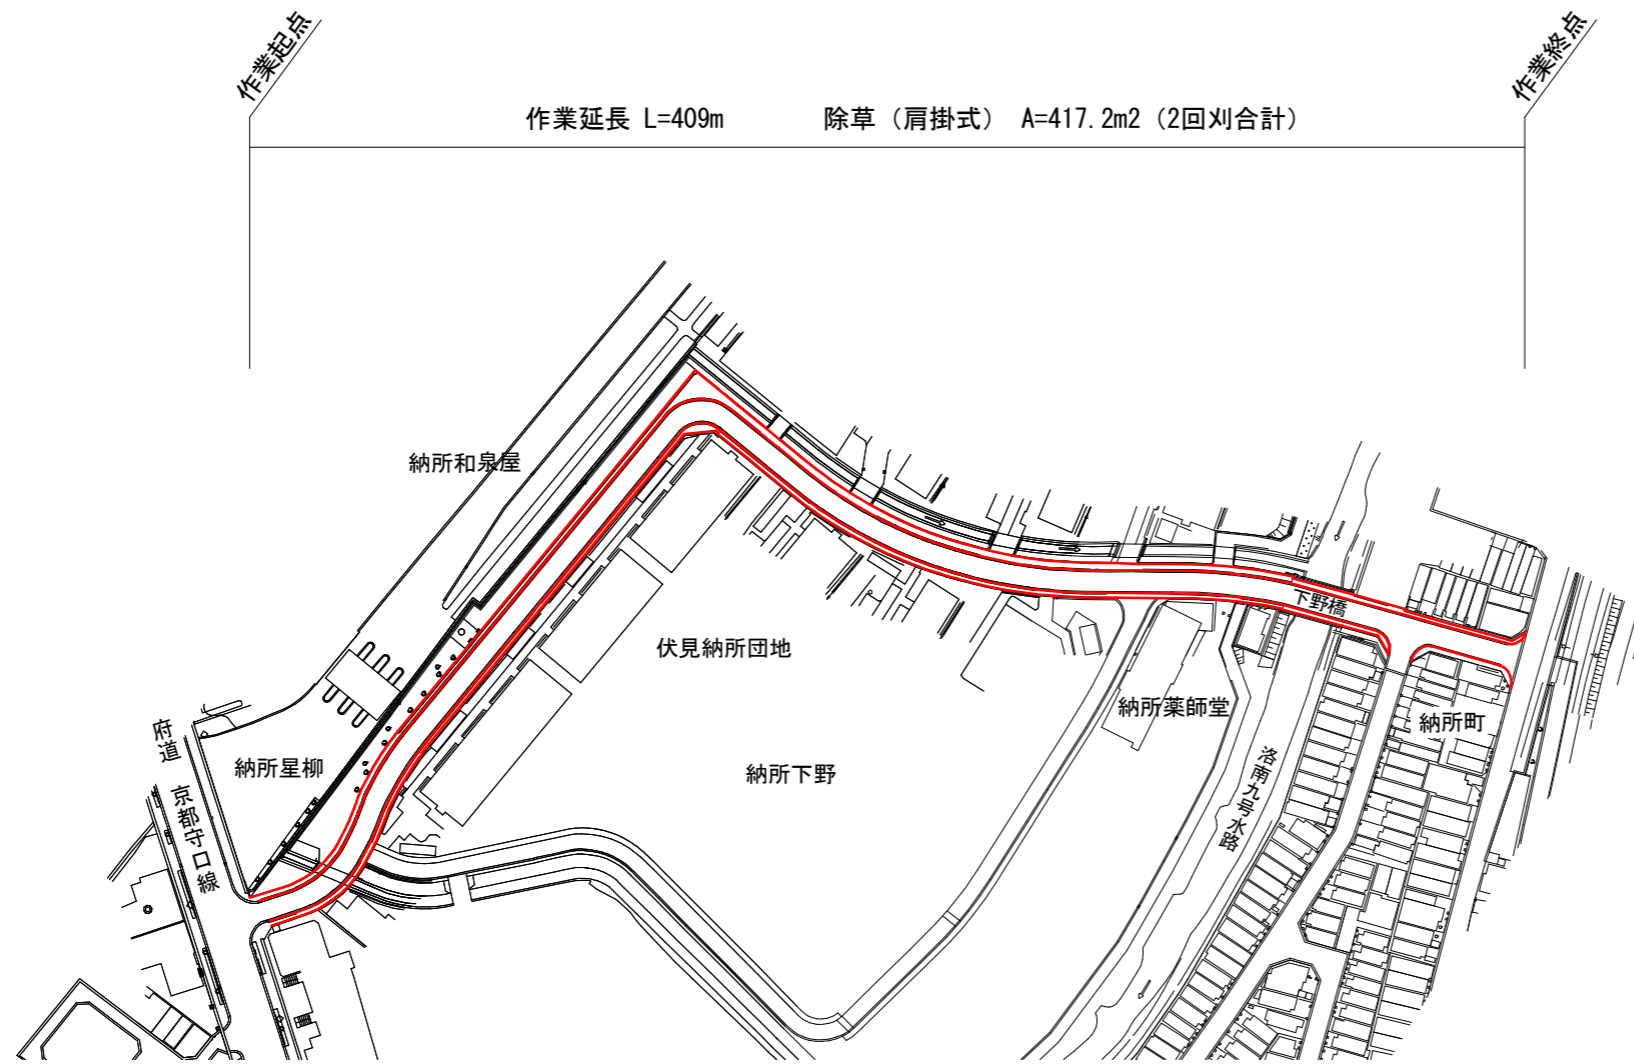 作業起点
作業終点
作業延長 L=409m 除草（肩掛式） A=417.2m2（2回刈合計）
納所和泉屋
下野橋
伏見納所団地
納所薬師堂
納所町
府道 京都守口線
納所星柳
納所下野
洛南九号水路